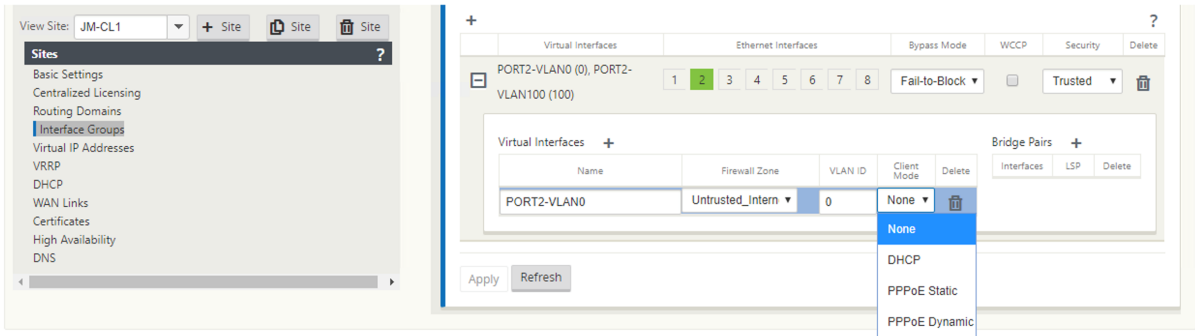 View Site: JM-CL1 + Site Site Site
Sites ?
Basic Settings
Centralized Licensing
Routing Domains
Interface Groups
Virtual IP Addresses
VRRP
DHCP
WAN Links
Certificates
High Availability
DNS
+ ?
Virtual Interfaces Ethernet Interfaces Bypass Mode WCCP Security Delete
PORT2-VLAN0 (0), PORT2-
VLAN100 (100)
1 2 3 4 5 6 7 8 Fail-to-Block Trusted
Virtual Interfaces + Bridge Pairs +
Name Firewall Zone VLAN ID Client Mode Delete Interfaces LSP Delete
PORT2-VLAN0 Untrusted_Intern 0 None
None
DHCP
PPPoE Static
PPPoE Dynamic
Apply Refresh